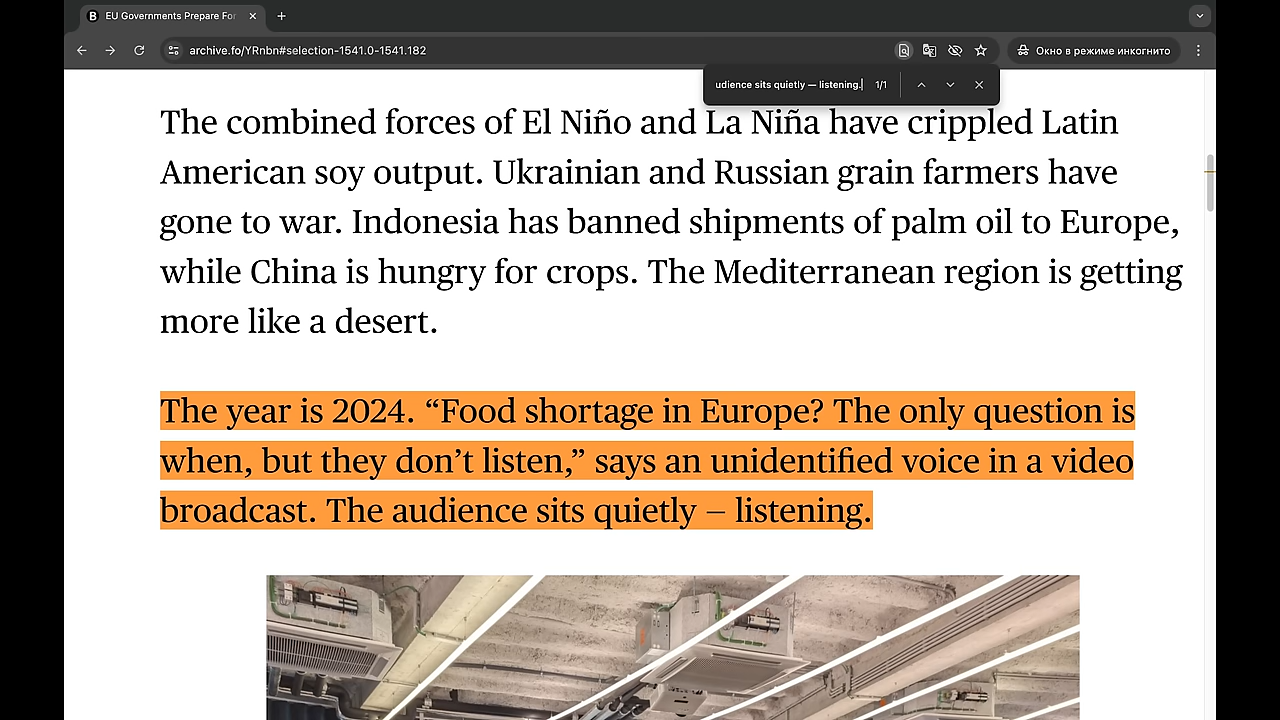 EU Governments Prepare For
archive.fo/YRnbn#selection-1541.0-1541.182
Окно в режиме инкогнито
udience sits quietly — listening.
1/1
The combined forces of El Niño and La Niña have crippled Latin
American soy output. Ukrainian and Russian grain farmers have
gone to war. Indonesia has banned shipments of palm oil to Europe,
while China is hungry for crops. The Mediterranean region is getting
more like a desert.
The year is 2024. “Food shortage in Europe? The only question is
when, but they don’t listen,” says an unidentified voice in a video
broadcast. The audience sits quietly — listening.